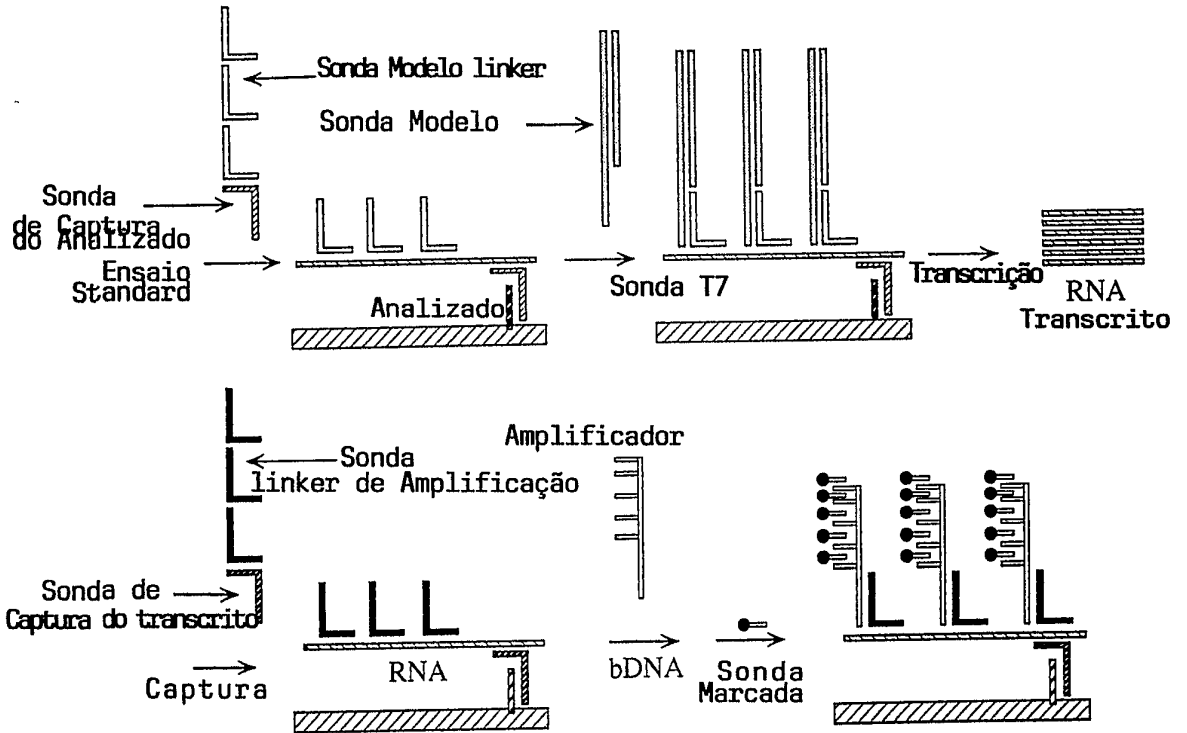 Sonda Modelo linker
Sonda Modelo
Sonda
de Captura
do Analizado
Ensaio
Standard
Analizado
Sonda T7
Transcrição
RNA
Transcrito
Amplificador
Sonda
linker de Amplificação
Sonda de
Captura do transcrito
Captura
RNA
bDNA
Sonda
Marcada